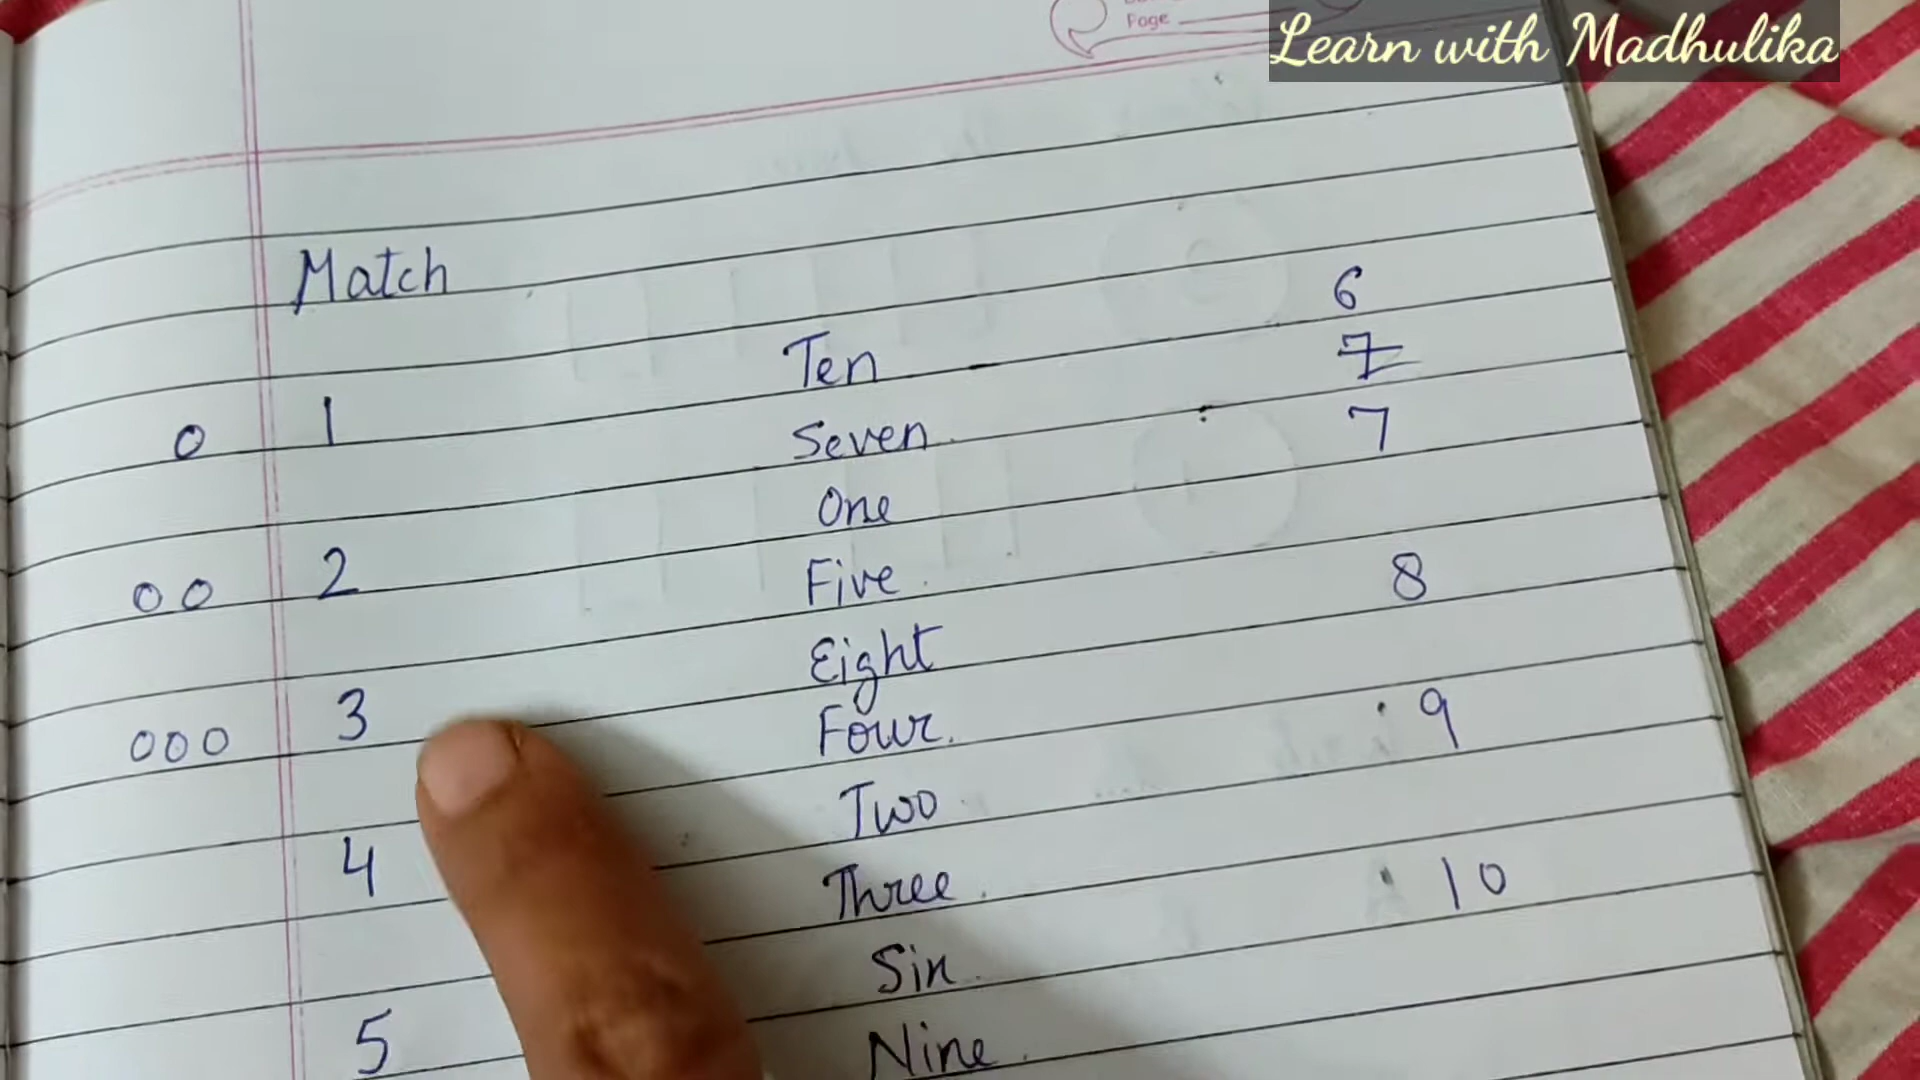 Page
Learn with Madhulika
Match
6
Ten 7
0 1 Seven 7
One
00 2 Five 8
Eight
000 3 Four 9
Two
4 Three 10
Six
5 Nine